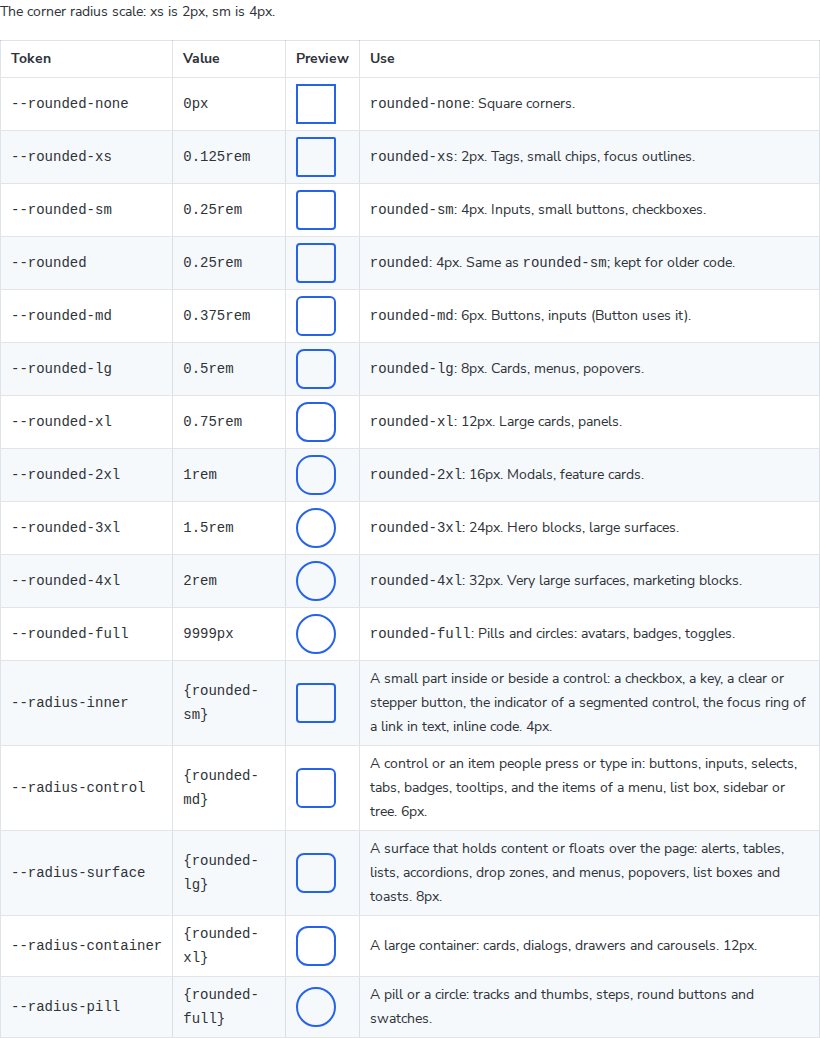 The corner radius scale: xs is 2px, sm is 4px.
Token Value Preview Use
--rounded-none 0px rounded-none: Square corners.
--rounded-xs 0.125rem rounded-xs: 2px. Tags, small chips, focus outlines.
--rounded-sm 0.25rem rounded-sm: 4px. Inputs, small buttons, checkboxes.
--rounded 0.25rem rounded: 4px. Same as rounded-sm; kept for older code.
--rounded-md 0.375rem rounded-md: 6px. Buttons, inputs (Button uses it).
--rounded-lg 0.5rem rounded-lg: 8px. Cards, menus, popovers.
--rounded-xl 0.75rem rounded-xl: 12px. Large cards, panels.
--rounded-2xl 1rem rounded-2xl: 16px. Modals, feature cards.
--rounded-3xl 1.5rem rounded-3xl: 24px. Hero blocks, large surfaces.
--rounded-4xl 2rem rounded-4xl: 32px. Very large surfaces, marketing blocks.
--rounded-full 9999px rounded-full: Pills and circles: avatars, badges, toggles.
--radius-inner
{rounded-
sm}
A small part inside or beside a control: a checkbox, a key, a clear or
stepper button, the indicator of a segmented control, the focus ring of
a link in text, inline code. 4px.
--radius-control
{rounded-
md}
A control or an item people press or type in: buttons, inputs, selects,
tabs, badges, tooltips, and the items of a menu, list box, sidebar or
tree. 6px.
--radius-surface
{rounded-
lg}
A surface that holds content or floats over the page: alerts, tables,
lists, accordions, drop zones, and menus, popovers, list boxes and
toasts. 8px.
--radius-container
{rounded-
xl}
A large container: cards, dialogs, drawers and carousels. 12px.
--radius-pill
{rounded-
full}
A pill or a circle: tracks and thumbs, steps, round buttons and
swatches.